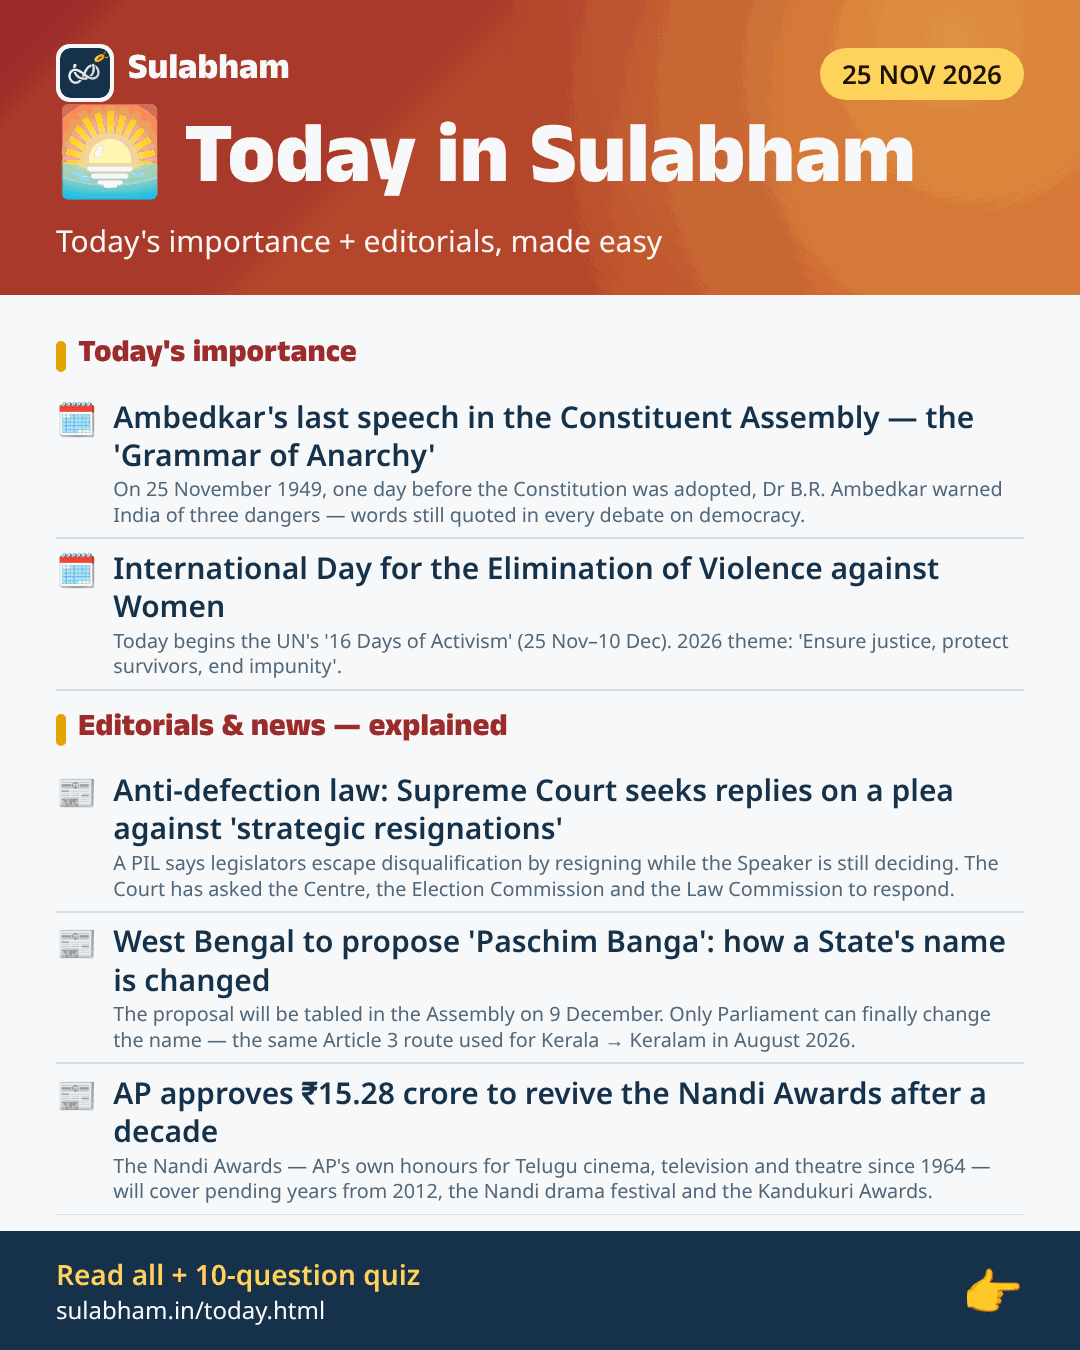 Sulabham
25 NOV 2026
Today in Sulabham
Today's importance + editorials, made easy
Today's importance
Ambedkar's last speech in the Constituent Assembly — the
'Grammar of Anarchy'
On 25 November 1949, one day before the Constitution was adopted, Dr B.R. Ambedkar warned
India of three dangers — words still quoted in every debate on democracy.
International Day for the Elimination of Violence against
Women
Today begins the UN's '16 Days of Activism' (25 Nov–10 Dec). 2026 theme: 'Ensure justice, protect
survivors, end impunity'.
Editorials & news — explained
Anti-defection law: Supreme Court seeks replies on a plea
against 'strategic resignations'
A PIL says legislators escape disqualification by resigning while the Speaker is still deciding. The
Court has asked the Centre, the Election Commission and the Law Commission to respond.
West Bengal to propose 'Paschim Banga': how a State's name
is changed
The proposal will be tabled in the Assembly on 9 December. Only Parliament can finally change
the name — the same Article 3 route used for Kerala → Keralam in August 2026.
AP approves ₹15.28 crore to revive the Nandi Awards after a
decade
The Nandi Awards — AP's own honours for Telugu cinema, television and theatre since 1964 —
will cover pending years from 2012, the Nandi drama festival and the Kandukuri Awards.
Read all + 10-question quiz
sulabham.in/today.html